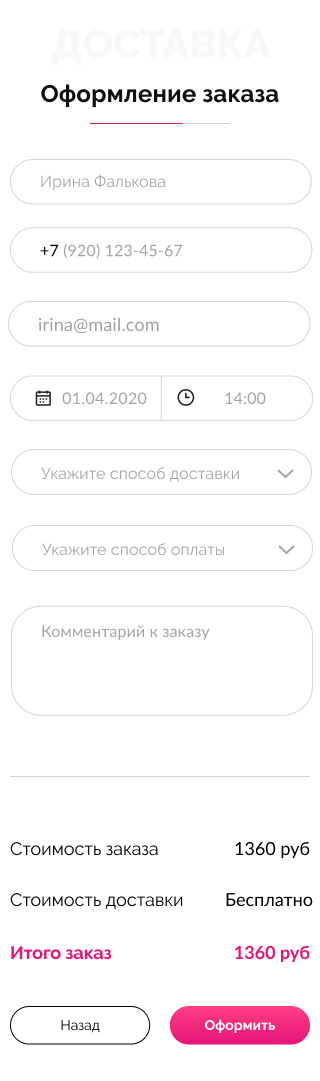 ДОСТАВКА
Оформление заказа
Ирина Фалькова
+7 (920) 123-45-67
irina@mail.com
01.04.2020 14:00
Укажите способ доставки
Укажите способ оплаты
Комментарий к заказу
Стоимость заказа 1360 руб
Стоимость доставки Бесплатно
Итого заказ 1360 руб
Назад Оформить